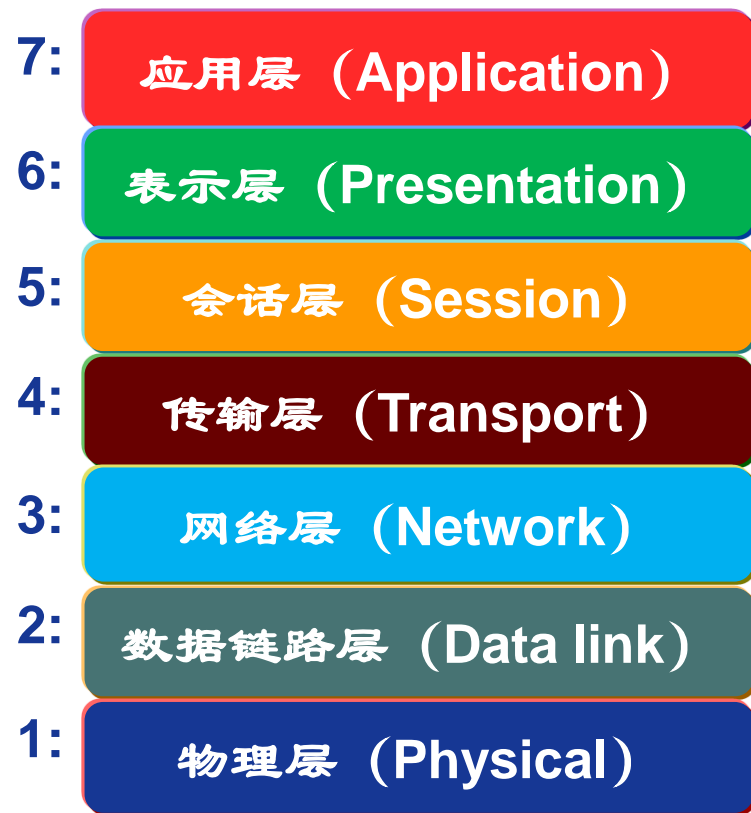 7: 应用层（Application）
6: 表示层（Presentation）
5: 会话层（Session）
4: 传输层（Transport）
3: 网络层（Network）
2: 数据链路层（Data link）
1: 物理层（Physical）